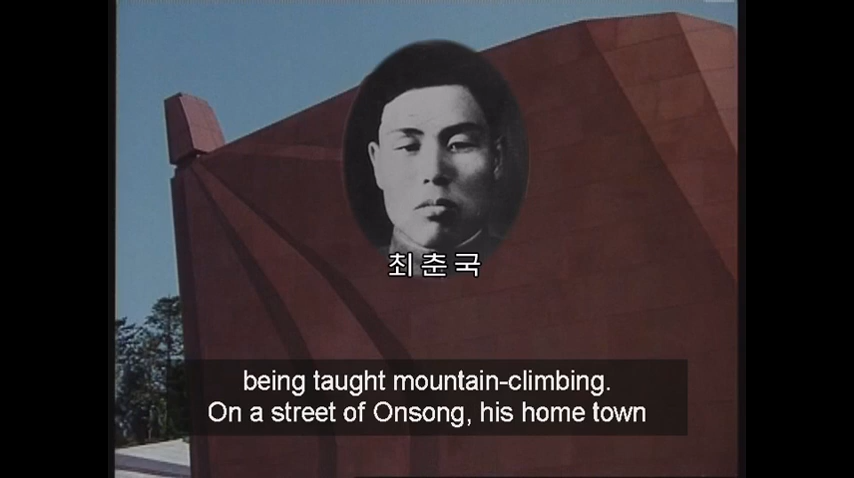 최춘국
being taught mountain-climbing.
On a street of Onsong, his home town